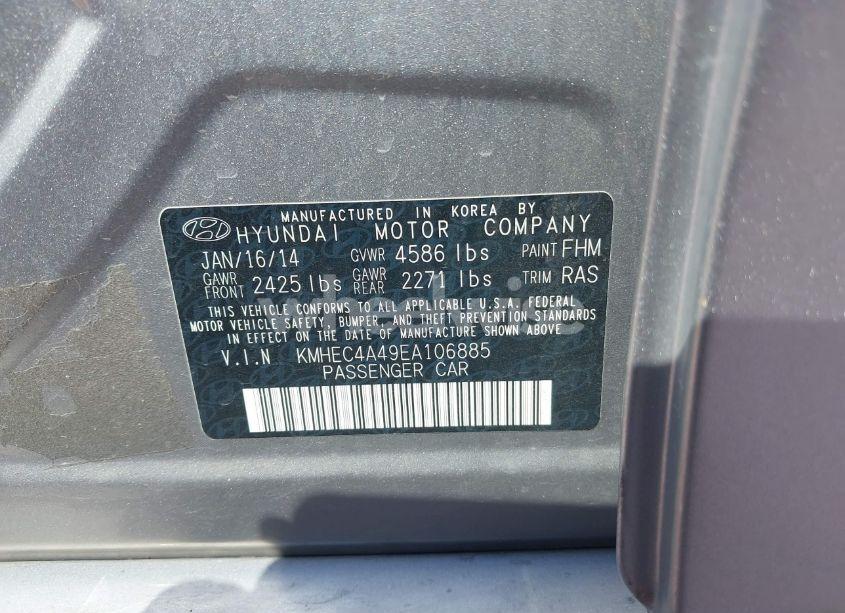 MANUFACTURED IN KOREA BY
HYUNDAI MOTOR COMPANY
JAN/16/14 GVWR 4586 lbs PAINT FHM
GAWR FRONT 2425 lbs GAWR REAR 2271 lbs TRIM RAS
THIS VEHICLE CONFORMS TO ALL APPLICABLE U.S.A. FEDERAL
MOTOR VEHICLE SAFETY, BUMPER, AND THEFT PREVENTION STANDARDS
IN EFFECT ON THE DATE OF MANUFACTURE SHOWN ABOVE.
V.I.N KMHEC4A49EA106885
PASSENGER CAR